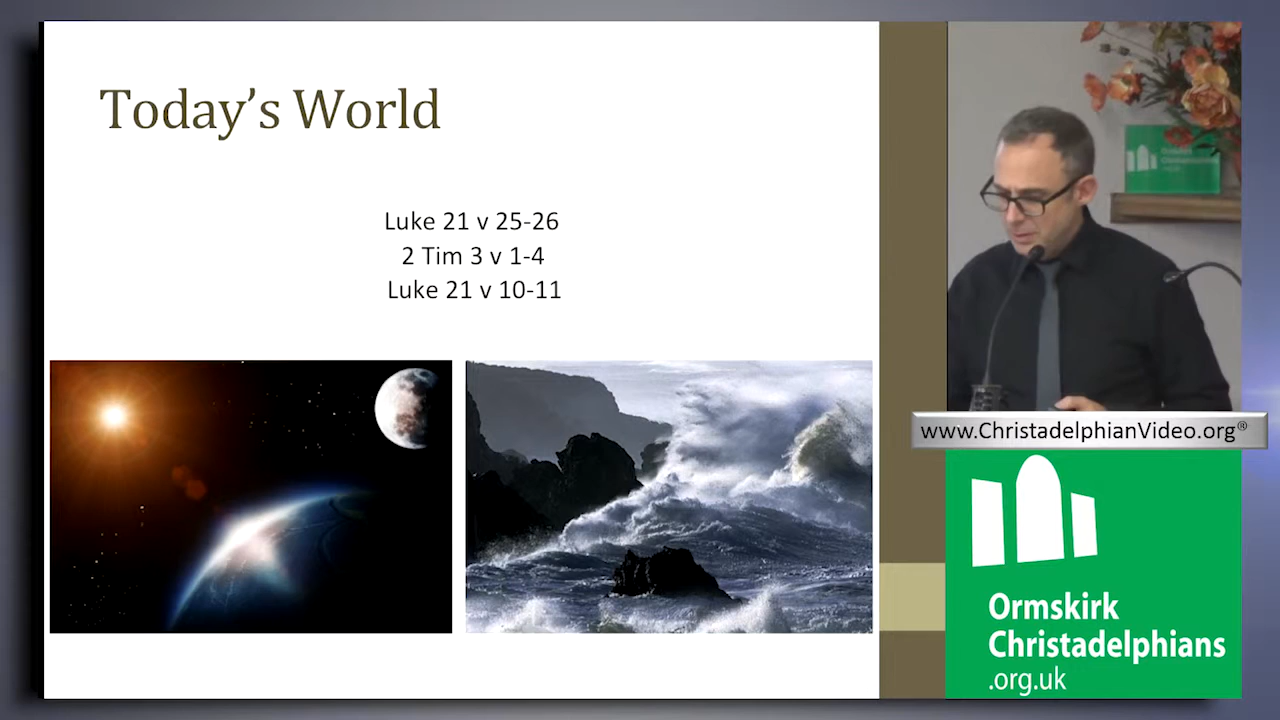 Today's World
Luke 21 v 25-26
2 Tim 3 v 1-4
Luke 21 v 10-11
www.ChristadelphianVideo.org®
Ormskirk
Christadelphians
.org.uk